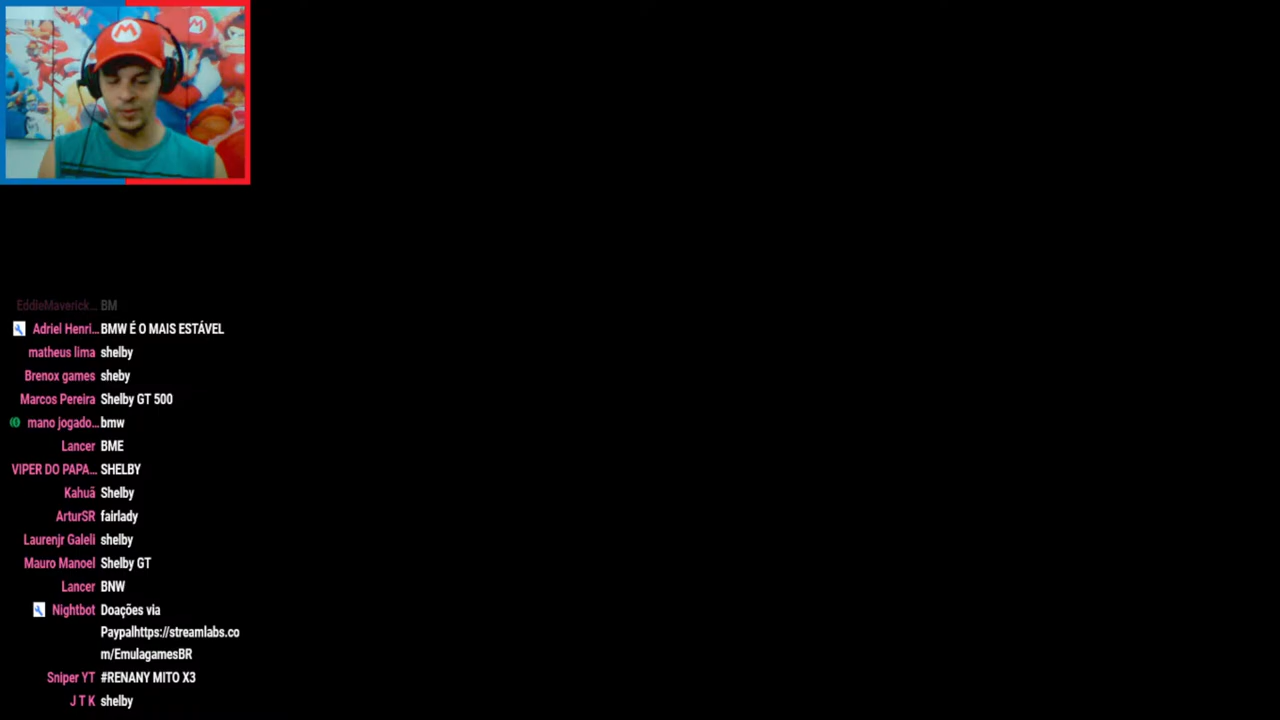 M
EddieMaverick... BM
Adriel Henri... BMW É O MAIS ESTÁVEL
matheus lima shelby
Brenox games sheby
Marcos Pereira Shelby GT 500
mano jogado... bmw
Lancer BME
VIPER DO PAPA... SHELBY
Kahuã Shelby
ArturSR fairlady
Laurenjr Galeli shelby
Mauro Manoel Shelby GT
Lancer BNW
Nightbot Doações via
Paypalhttps://streamlabs.co
m/EmulagamesBR
Sniper YT #RENANY MITO X3
J T K shelby